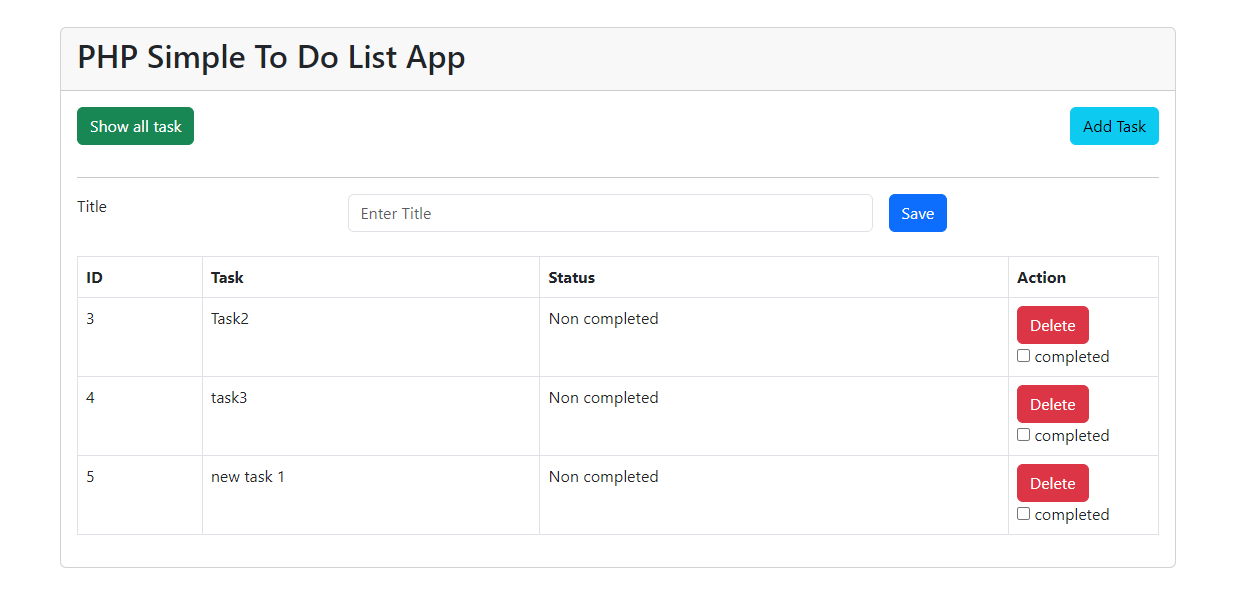 PHP Simple To Do List App
Show all task Add Task
Title Enter Title Save
ID Task Status Action
3 Task2 Non completed Delete
completed
4 task3 Non completed Delete
completed
5 new task 1 Non completed Delete
completed